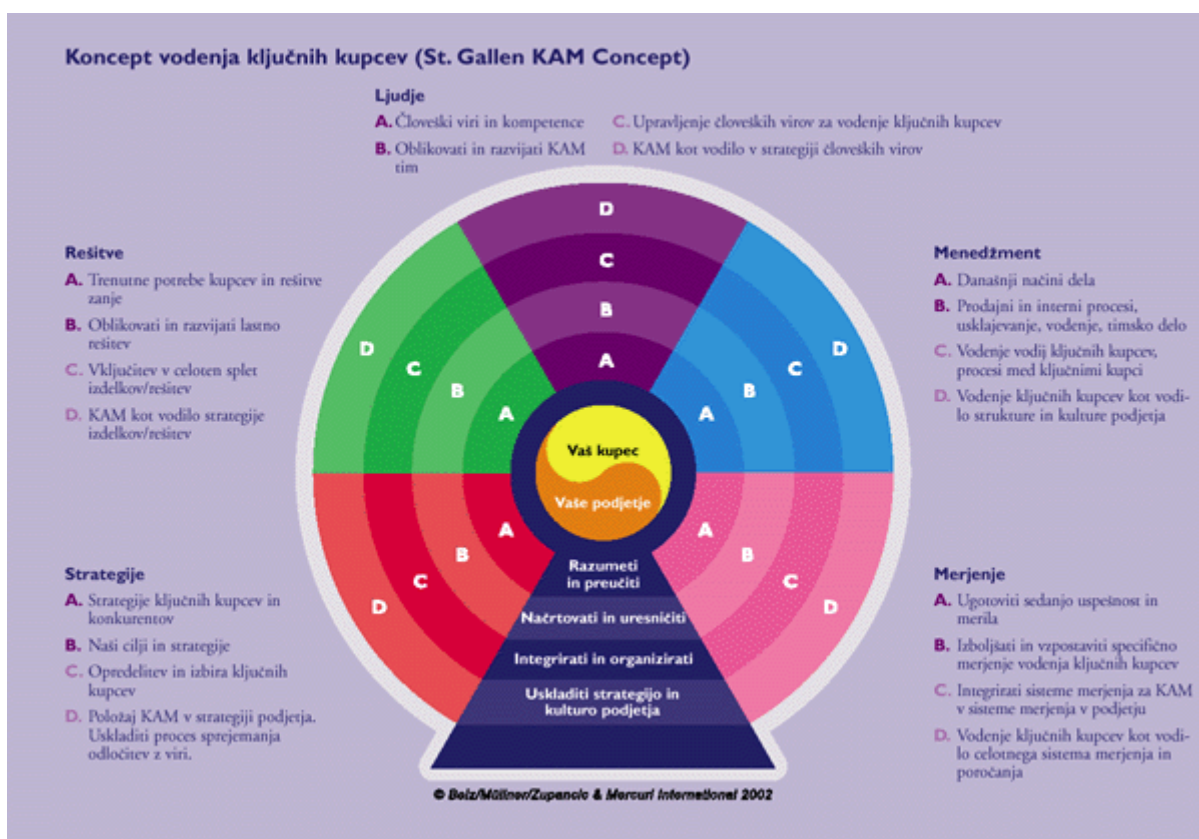 Koncept vodenja ključnih kupcev (St. Gallen KAM Concept)
Ljudje
A. Človeški viri in kompetence
B. Oblikovati in razvijati KAM
tim
C. Upravljenje človeških virov za vodenje ključnih kupcev
D. KAM kot vodilo v strategiji človeških virov
Rešitve
A. Trenutne potrebe kupcev in rešitve
zanje
B. Oblikovati in razvijati lastno
rešitev
C. Vključitev v celoten splet
izdelkov/rešitev
D. KAM kot vodilo strategije
izdelkov/rešitev
Menedžment
A. Današnji načini dela
B. Prodajni in interni procesi,
usklajevanje, vodenje, timsko delo
C. Vodenje vodij ključnih kupcev,
procesi med ključnimi kupci
D. Vodenje ključnih kupcev kot vodi-
lo strukture in kulture podjetja
D
C
B
A
D
C
B
A
A
B
C
D
Vaš kupec
Vaše podjetje
A
B
C
D
A
B
C
D
Razumeti
in preučiti
Načrtovati in uresničiti
Integrirati in organizirati
Uskladiti strategijo in
kulturo podjetja
Strategije
A. Strategije ključnih kupcev in
konkurentov
B. Naši cilji in strategije
C. Opredelitev in izbira ključnih
kupcev
D. Položaj KAM v strategiji podjetja.
Uskladiti proces sprejemanja
odločitev z viri.
Merjenje
A. Ugotoviti sedanjo uspešnost in
merila
B. Izboljšati in vzpostaviti specifično
merjenje vodenja ključnih kupcev
C. Integrirati sisteme merjenja za KAM
v sisteme merjenja v podjetju
D. Vodenje ključnih kupcev kot vodi-
lo celotnega sistema merjenja in
poročanja
© Belz/Müllner/Zupancic & Mercuri International 2002